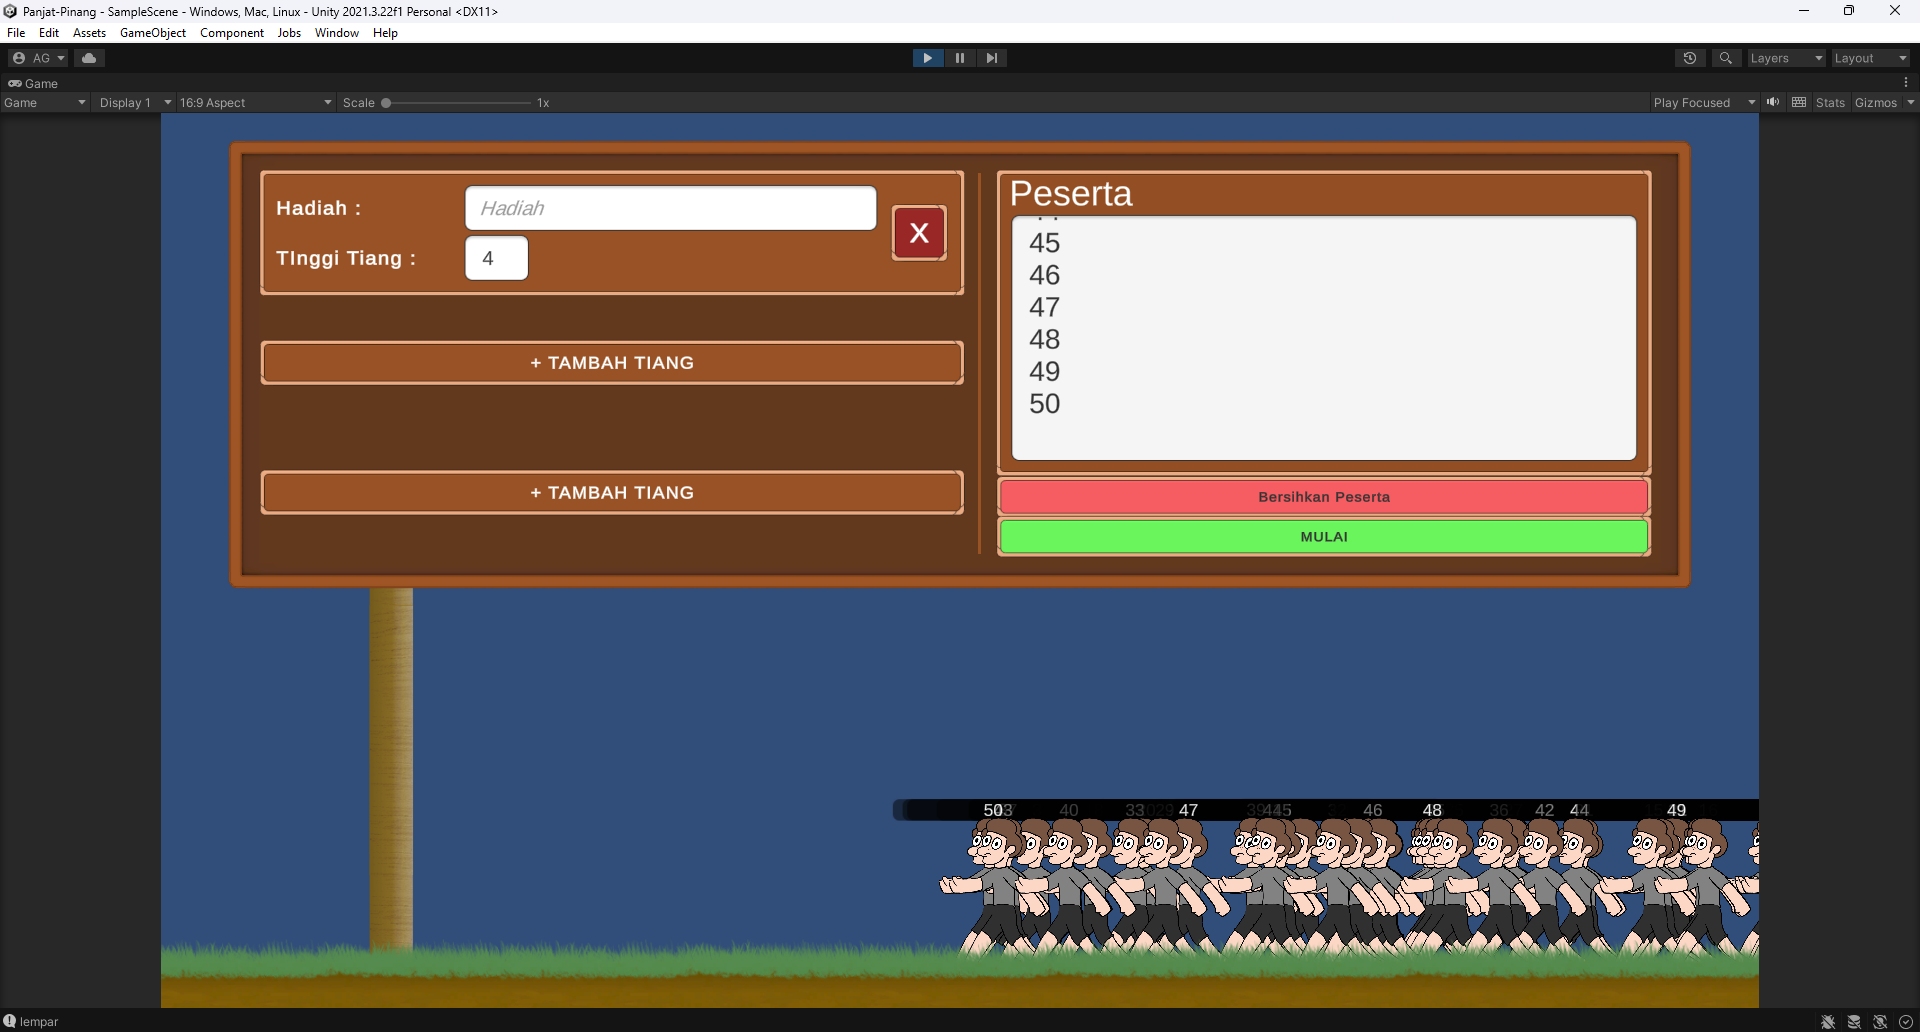 Panjat-Pinang - SampleScene - Windows, Mac, Linux - Unity 2021.3.22f1 Personal <DX11>
File Edit Assets GameObject Component Jobs Window Help
AG Layers Layout
Game
Game Display 1 16:9 Aspect Scale 1x Play Focused Stats Gizmos
Hadiah : Hadiah
X
TInggi Tiang : 4
+ TAMBAH TIANG
+ TAMBAH TIANG
Peserta
45
46
47
48
49
50
Bersihkan Peserta
MULAI
50 40 33 47 45 46 48 36 42 44 49
lempar